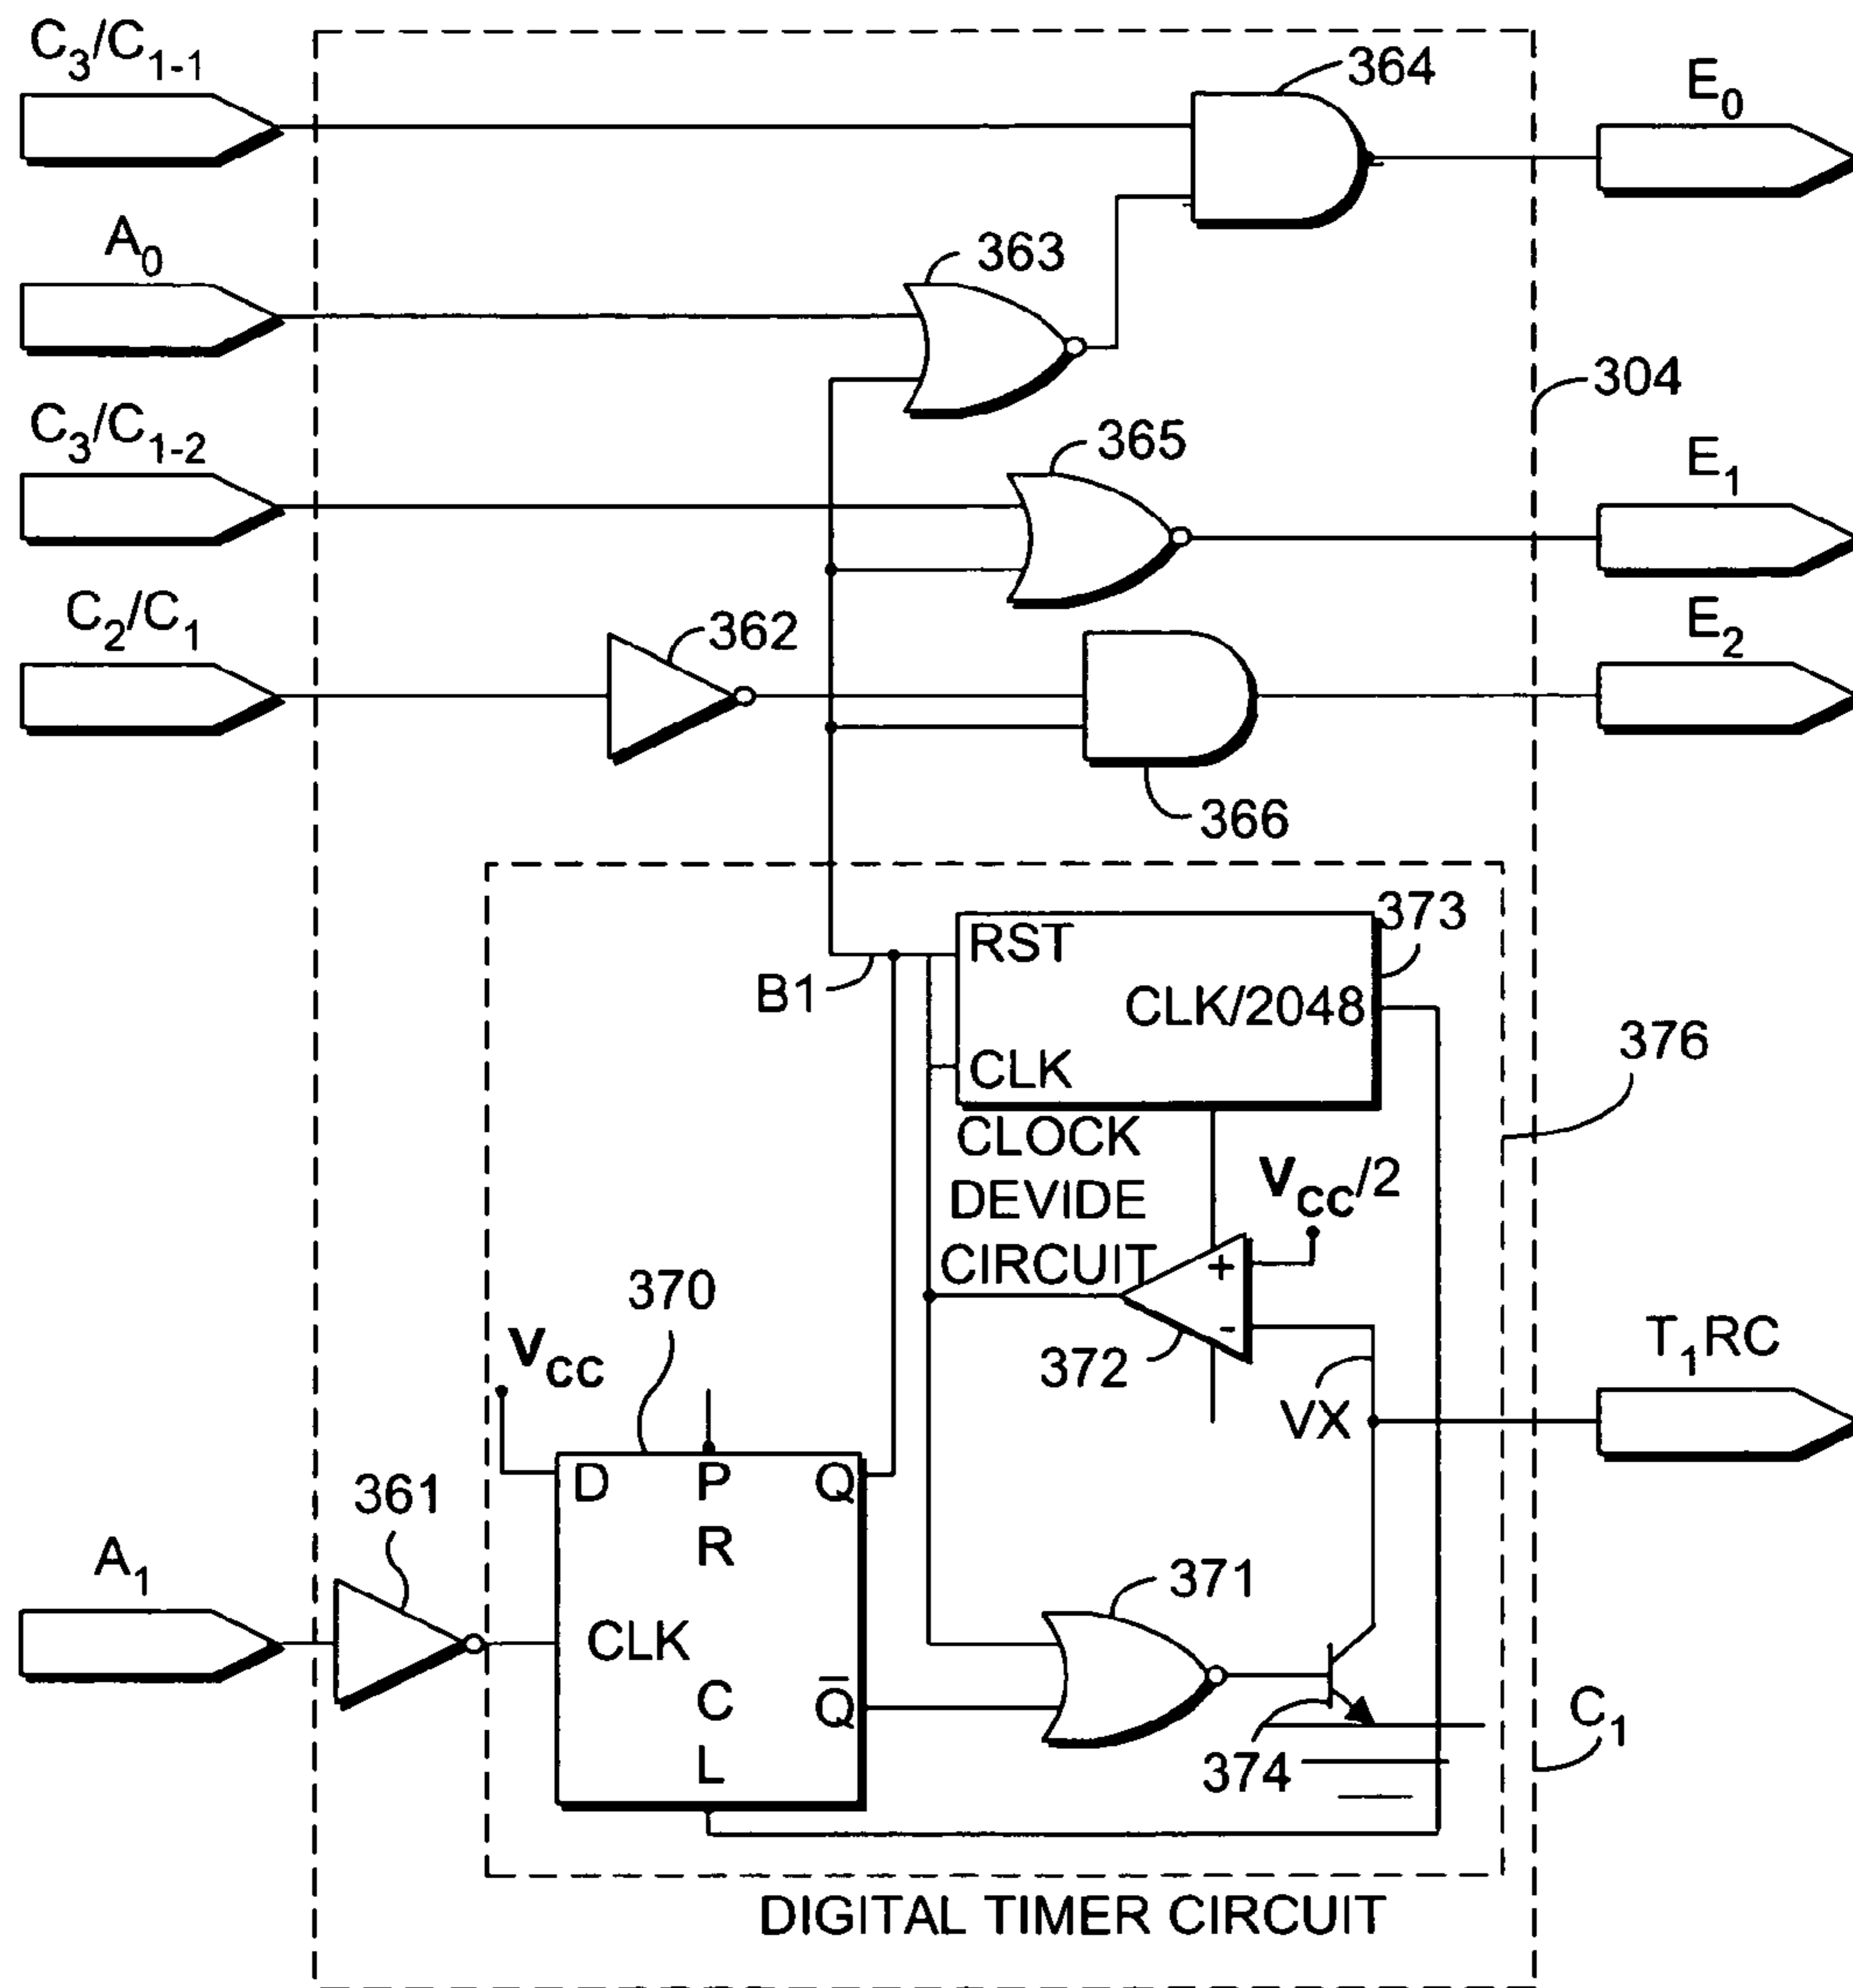 C3/C1-1
364
E0
A0
363
304
C3/C1-2
365
E1
C2/C1
362
E2
366
373
RST
B1
CLK/2048
376
CLK
CLOCK
DEVIDE
CIRCUIT
VCC/2
+
-
370
VCC
372
T1RC
VX
D
P
R
Q
361
A1
371
CLK
C
L
Q̅
374
C1
DIGITAL TIMER CIRCUIT